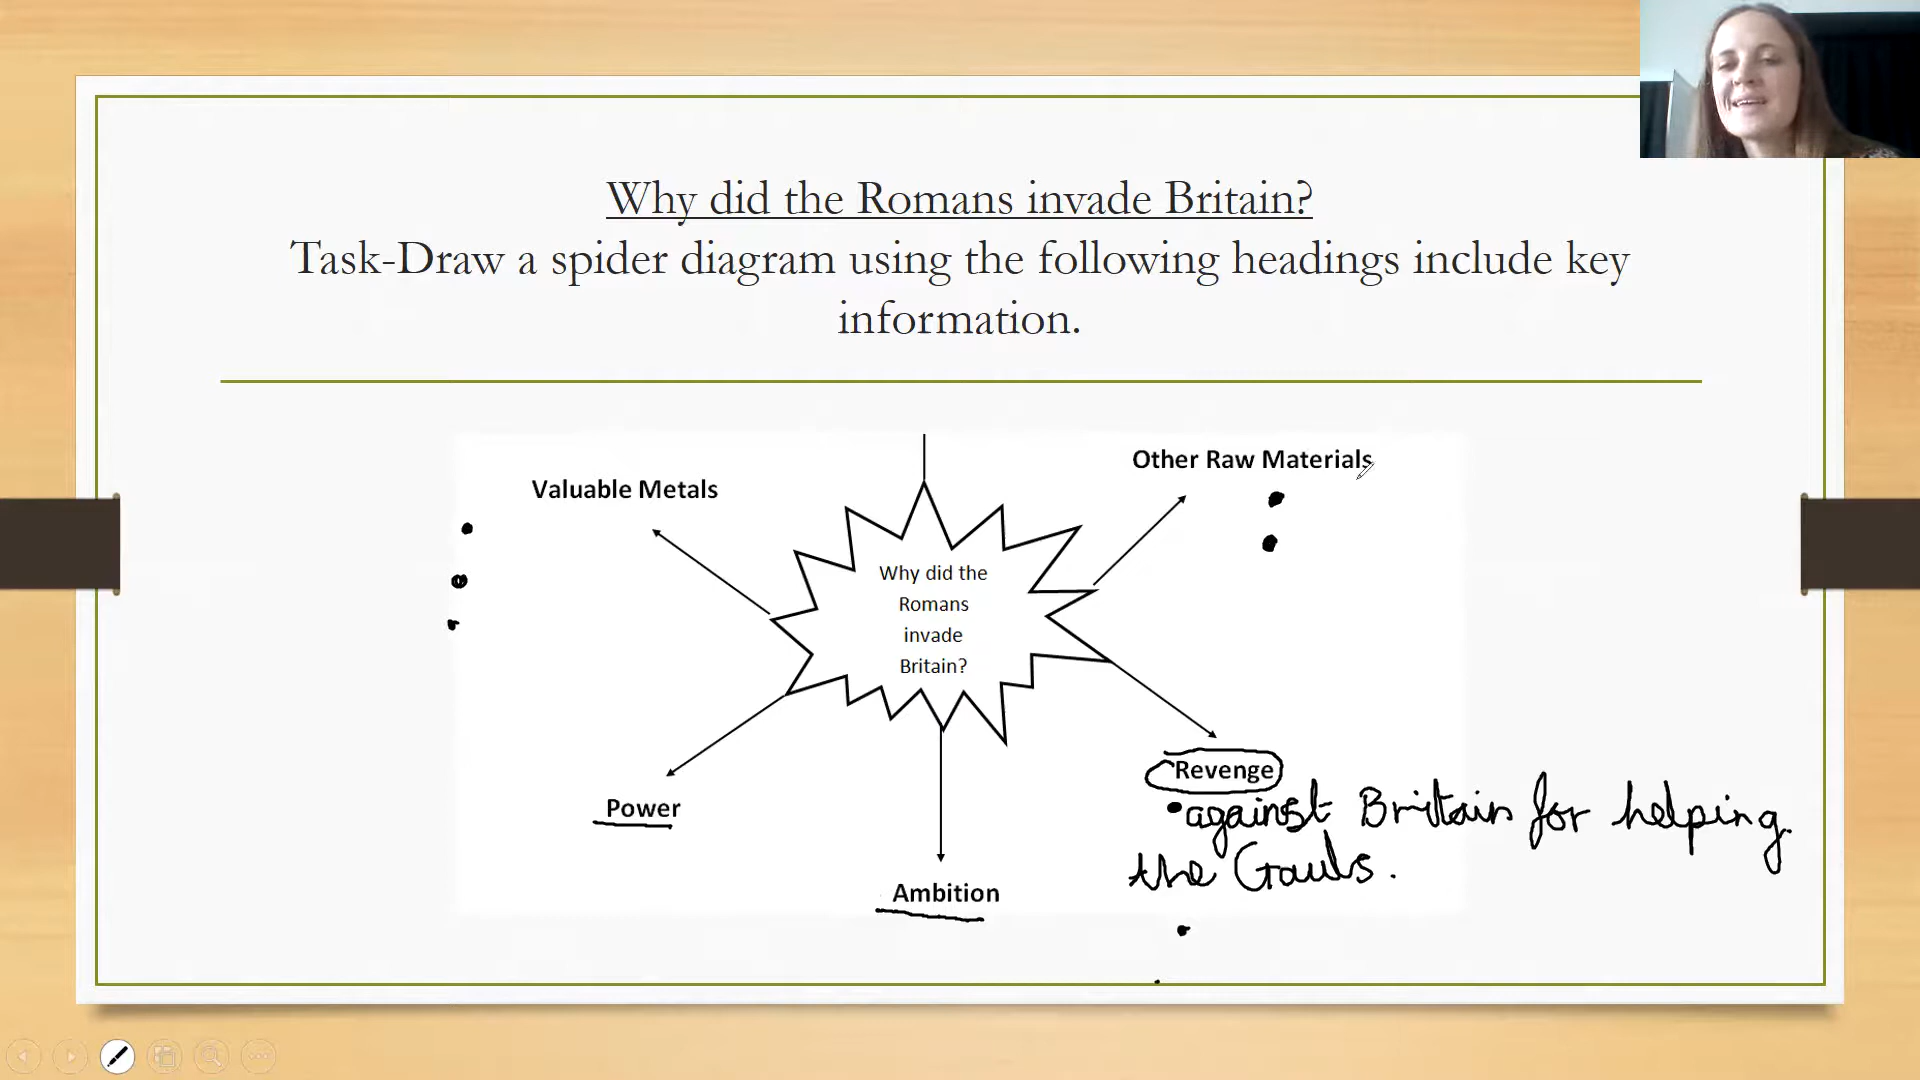 Why did the Romans invade Britain?
Task-Draw a spider diagram using the following headings include key
information.
Other Raw Materials
Valuable Metals
Why did the
Romans
invade
Britain?
Revenge
against Britain for helping
the Gauls.
Power
Ambition